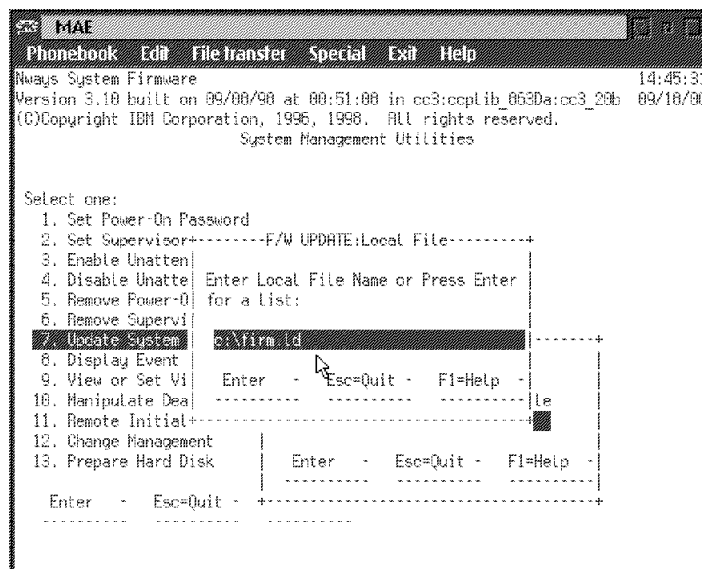 MAE
Phonebook Edit File transfer Special Exit Help
Nways System Firmware 14:45:3
Version 3.10 built on 09/08/98 at 00:51:08 in cc3:ccplib_063Da:cc3_29b 09/10/9
(C)Copyright IBM Corporation, 1996, 1998. All rights reserved.
System Management Utilities
Select one:
1. Set Power-On Password
2. Set Supervisor+--------F/W UPDATE:Local File---------+
3. Enable Unatten|
4. Disable Unatte| Enter Local File Name or Press Enter |
5. Remove Power-O| for a list: |
6. Remove Supervi|
7. Update System | c:\firm.ld |-------+
8. Display Event |
9. View or Set Vi| Enter - Esc=Quit - F1=Help -|
10. Manipulate Dea| ---------- ---------- ----------|le |
11. Remote Initial+-------------------------------------+
12. Change Management |
13. Prepare Hard Disk | Enter - Esc=Quit - F1=Help -|
Enter - Esc=Quit - +-------------------------------------+